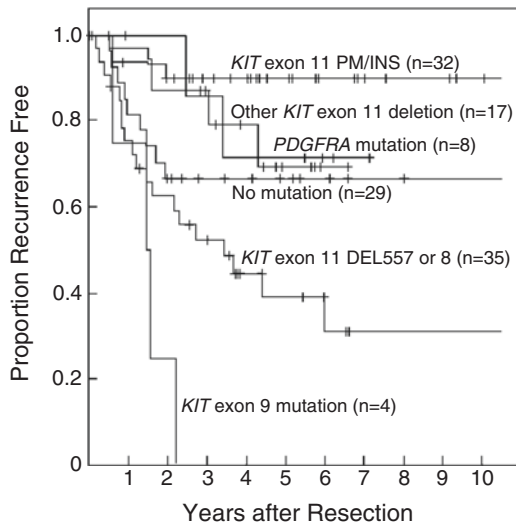 Proportion Recurrence Free
1.0
0.8
0.6
0.4
0.2
0
KIT exon 11 PM/INS (n=32)
Other KIT exon 11 deletion (n=17)
PDGFRA mutation (n=8)
No mutation (n=29)
KIT exon 11 DEL557 or 8 (n=35)
KIT exon 9 mutation (n=4)
1 2 3 4 5 6 7 8 9 10
Years after Resection